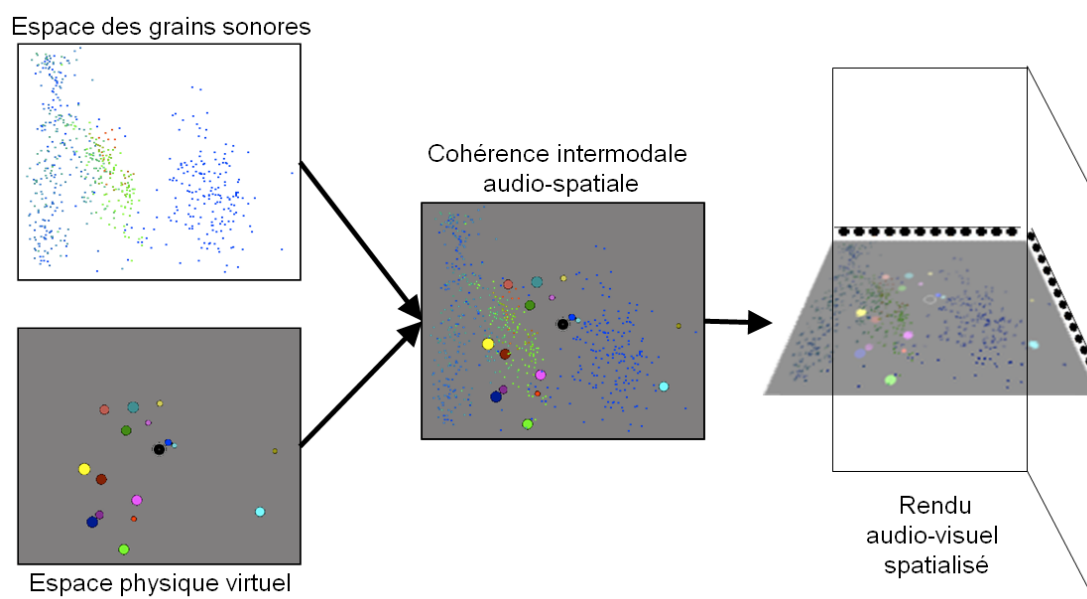 Espace des grains sonores
Cohérence intermodale
audio-spatiale
Espace physique virtuel
Rendu
audio-visuel
spatialisé